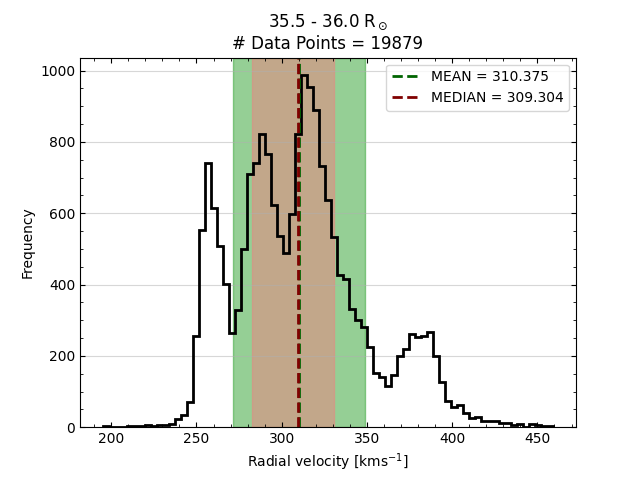 35.5 - 36.0 R⊙
# Data Points = 19879
MEAN = 310.375
MEDIAN = 309.304
1000
800
600
400
200
0
Frequency
200 250 300 350 400 450
Radial velocity [kms⁻¹]